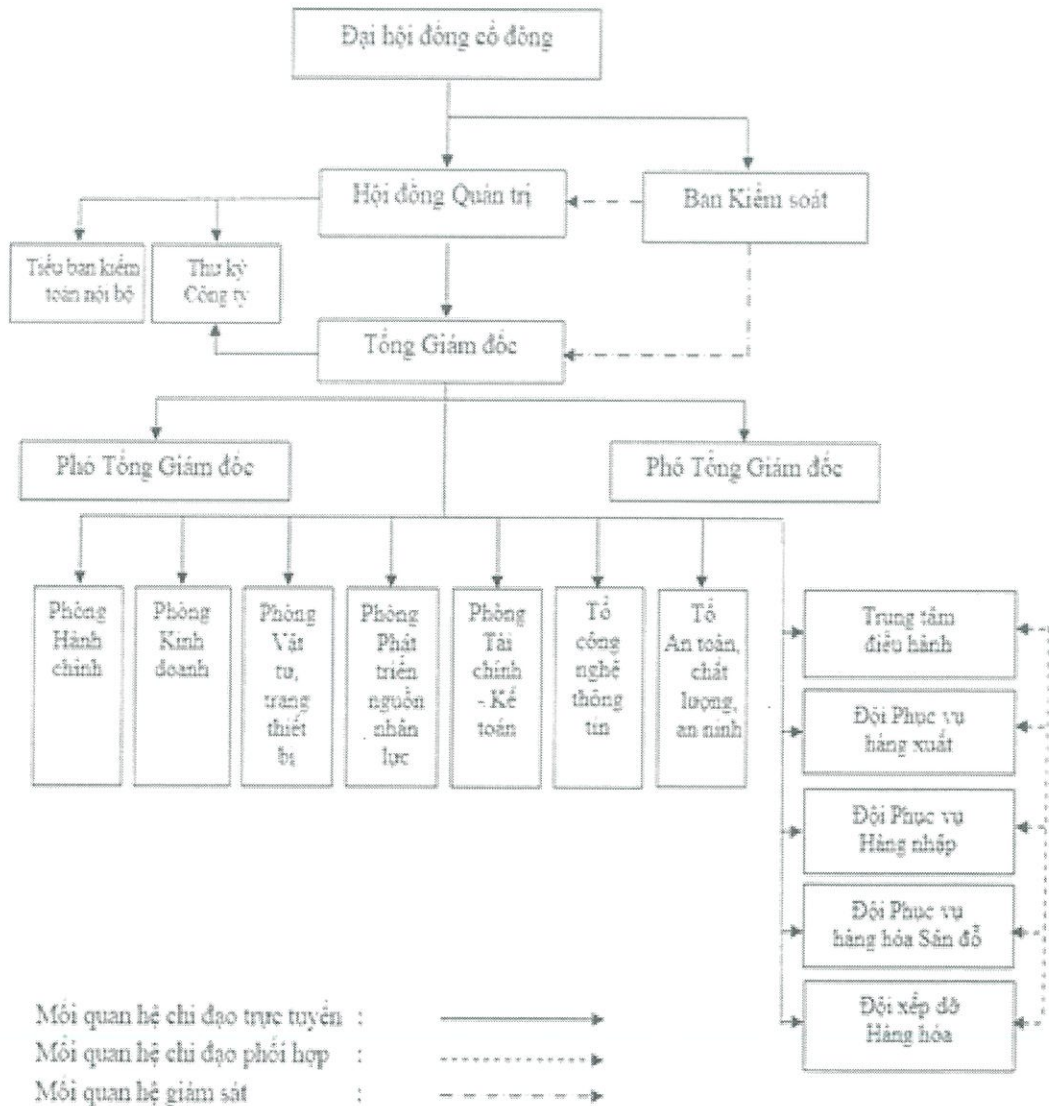 Đại hội đồng cổ đông
Hội đồng Quản trị
Ban Kiểm soát
Tiểu ban kiểm
toán nội bộ
Thư ký
Công ty
Tổng Giám đốc
Phó Tổng Giám đốc
Phó Tổng Giám đốc
Phòng
Hành
chính
Phòng
Kinh
doanh
Phòng
Vật
tư,
trang
thiết
bị
Phòng
Phát
triển
nguồn
nhân
lực
Phòng
Tài
chính
- Kế
toán
Tổ
công
nghệ
thông
tin
Tổ
An toàn,
chất
lượng,
an ninh
Trung tâm
điều hành
Đội Phục vụ
hàng xuất
Đội Phục vụ
Hàng nhập
Đội Phục vụ
hàng hóa Sân đỗ
Đội xếp dỡ
Hàng hóa
Mối quan hệ chỉ đạo trực tuyến :
Mối quan hệ chỉ đạo phối hợp :
Mối quan hệ giám sát :